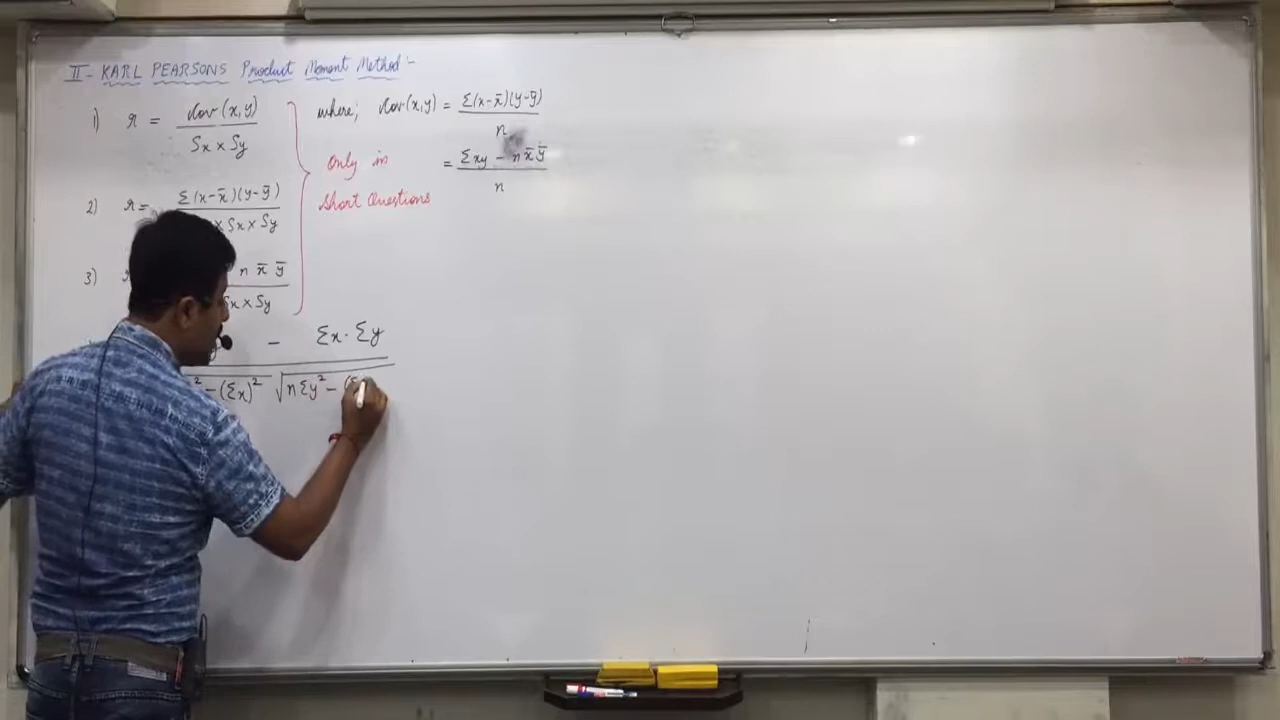 II - KARL PEARSONS Product Moment Method :-
1) r = Cov (x, y) / Sx × Sy
where; Cov (x, y) = Σ(x-x̄)(y-ȳ) / n
= Σxy - n x̄ ȳ / n
Only in
Short Questions
2) r = Σ(x-x̄)(y-ȳ) / × Sx × Sy
3) n x̄ ȳ / Sx × Sy
- Σx · Σy / ² - (Σx)² √nΣy² - (Σ